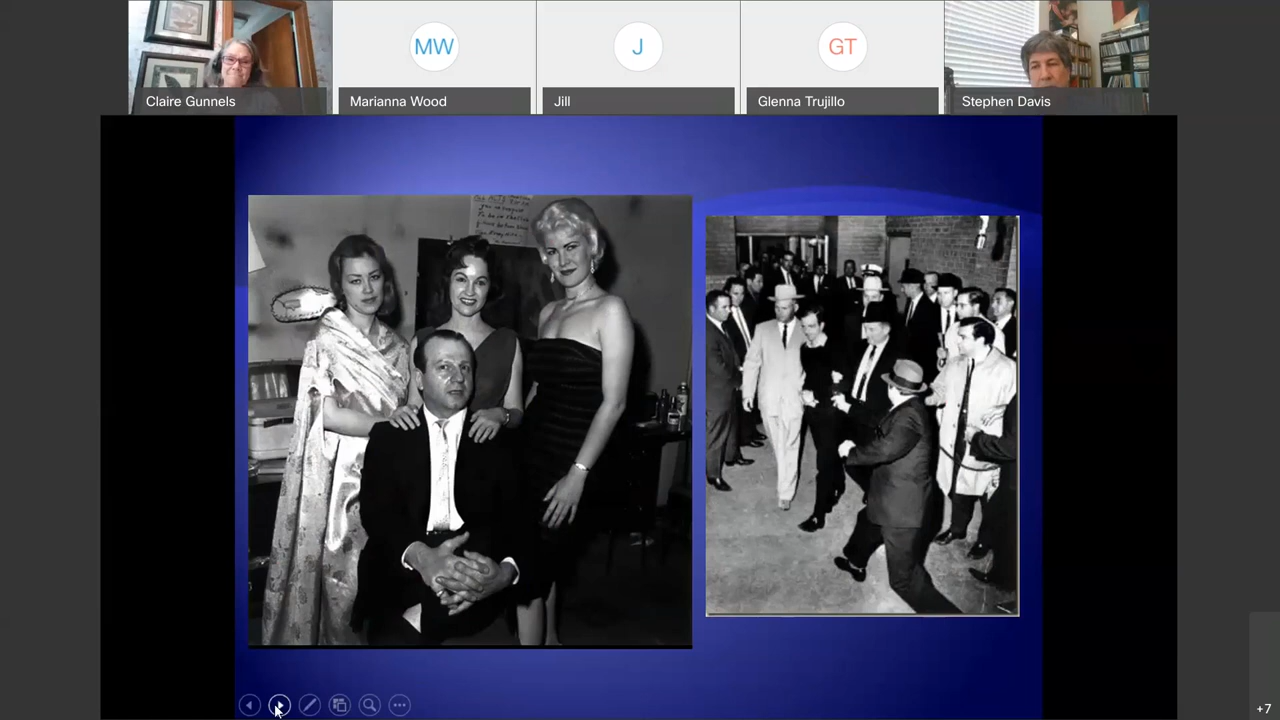 MW
J
GT
Claire Gunnels
Marianna Wood
Jill
Glenna Trujillo
Stephen Davis
+7